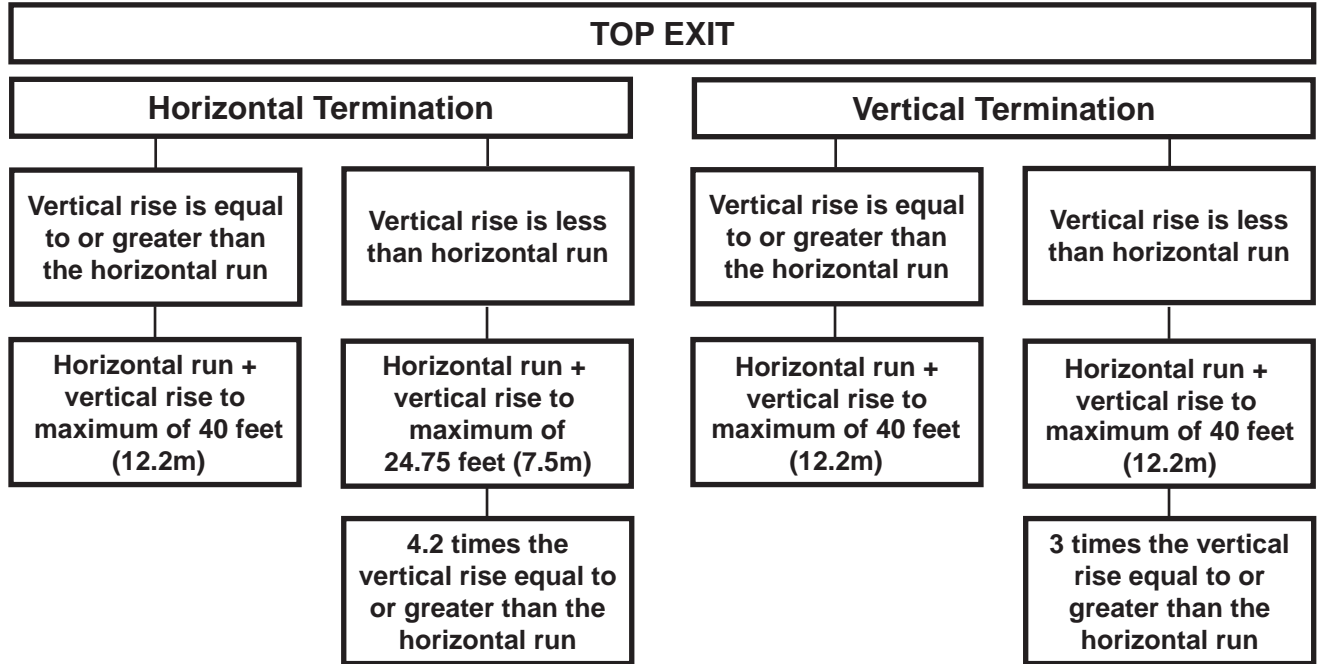 TOP EXIT
Horizontal Termination
Vertical rise is equal
to or greater than
the horizontal run
Horizontal run +
vertical rise to
maximum of 40 feet
(12.2m)
Vertical rise is less
than horizontal run
Horizontal run +
vertical rise to
maximum of
24.75 feet (7.5m)
4.2 times the
vertical rise equal to
or greater than the
horizontal run
Vertical Termination
Vertical rise is equal
to or greater than
the horizontal run
Horizontal run +
vertical rise to
maximum of 40 feet
(12.2m)
Vertical rise is less
than horizontal run
Horizontal run +
vertical rise to
maximum of 40 feet
(12.2m)
3 times the vertical
rise equal to or
greater than the
horizontal run